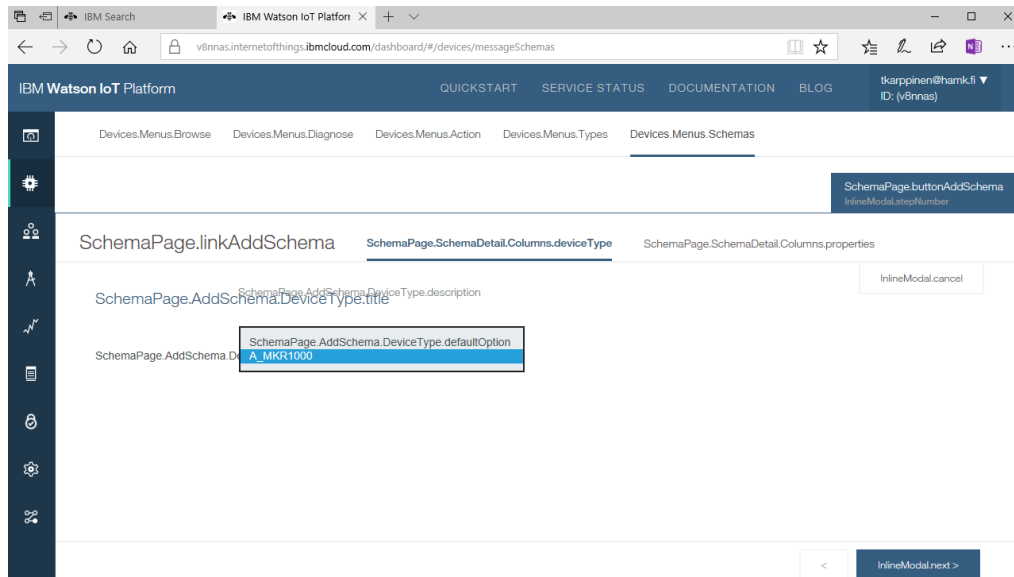 IBM Search
IBM Watson IoT Platforr
v8nnas.internetofthings.ibmcloud.com/dashboard/#/devices/messageSchemas
IBM Watson IoT Platform
QUICKSTART SERVICE STATUS DOCUMENTATION BLOG
tkarppinen@hamk.fi ▼
ID: (v8nnas)
Devices.Menus.Browse Devices.Menus.Diagnose Devices.Menus.Action Devices.Menus.Types Devices.Menus.Schemas
SchemaPage.buttonAddSchema
InlineModal.stepNumber
SchemaPage.linkAddSchema SchemaPage.SchemaDetail.Columns.deviceType SchemaPage.SchemaDetail.Columns.properties
InlineModal.cancel
SchemaPage.AddSchema.DeviceType.description
SchemaPage.AddSchema.DeviceType.title
SchemaPage.AddSchema.DeviceType.defaultOption
SchemaPage.AddSchema.D
A_MKR1000
< InlineModal.next >